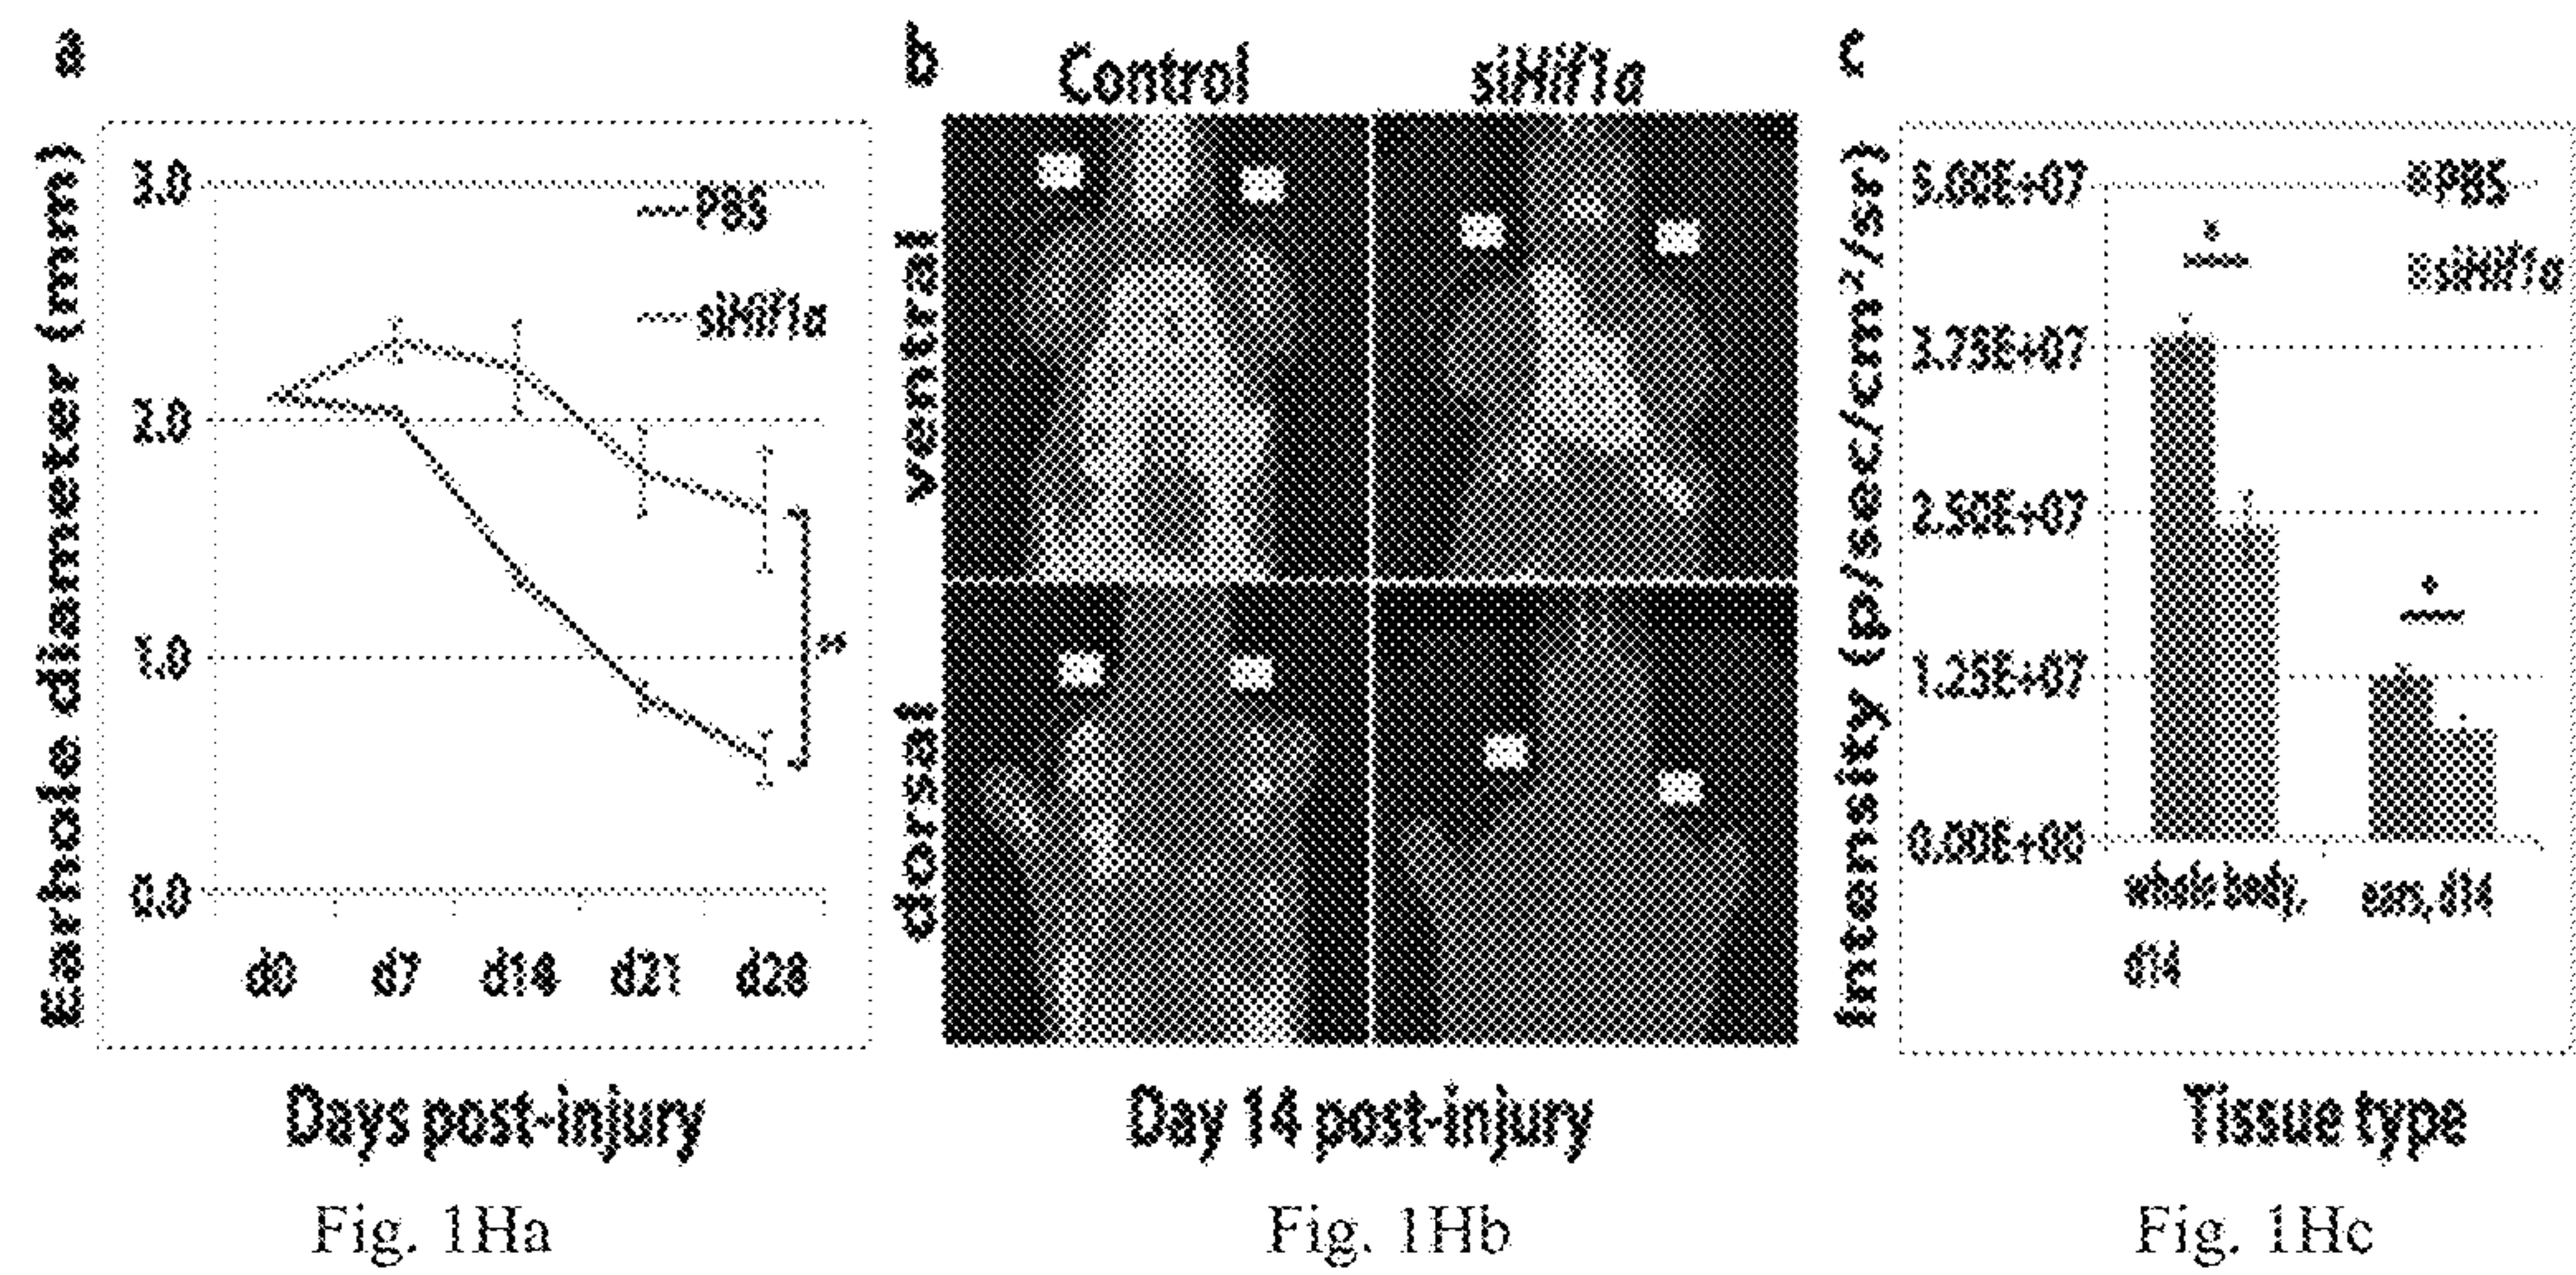 a
Earhole diameter (mm)
3.0
2.0
1.0
0.0
PBS
siHif1α
*
d0 d7 d14 d21 d28
Days post-injury
Fig. 1Ha
b
Control siHif1α
ventral
dorsal
Day 14 post-injury
Fig. 1Hb
c
Intensity (p/sec/cm²/sr)
5.00E+07
3.75E+07
2.50E+07
1.25E+07
0.00E+00
PBS
siHif1α
*
*
whole body, ears, d14
d14
Tissue type
Fig. 1Hc